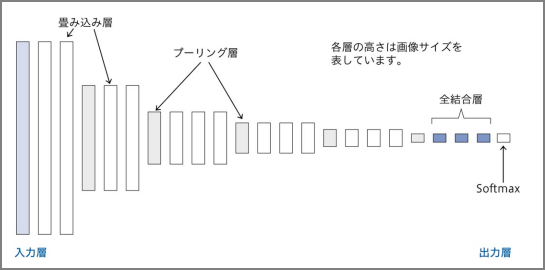 畳み込み層
プーリング層
各層の高さは画像サイズを
表しています。
全結合層
Softmax
入力層
出力層